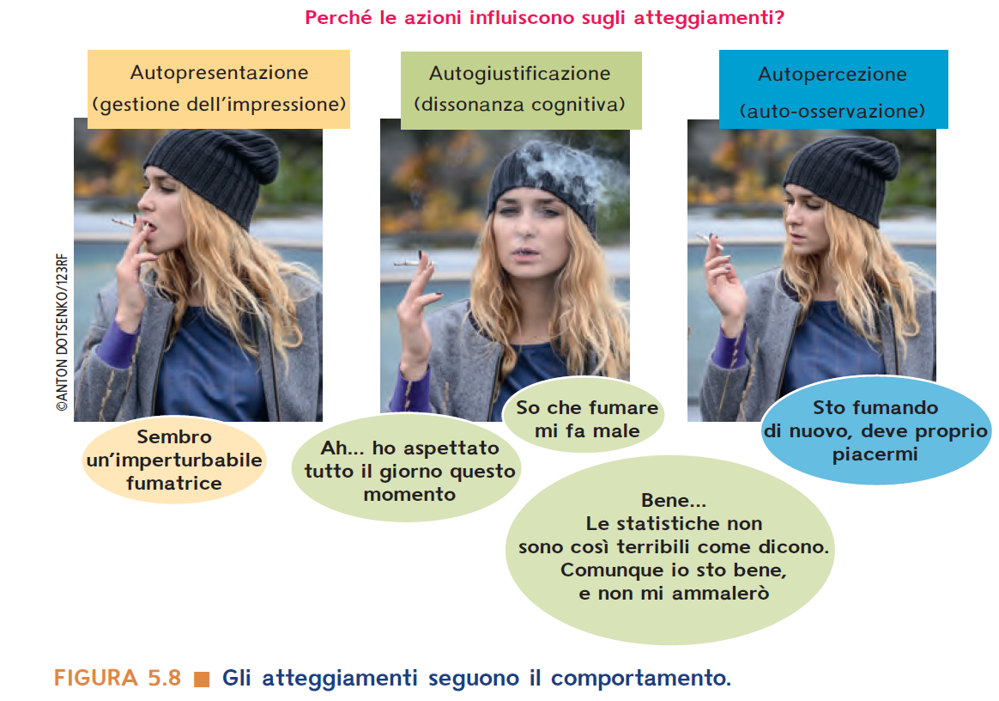 Perché le azioni influiscono sugli atteggiamenti?
Autopresentazione
(gestione dell'impressione)
Autogiustificazione
(dissonanza cognitiva)
Autopercezione
(auto-osservazione)
©ANTON DOTSENKO/123RF
Sembro
un'imperturbabile
fumatrice
Ah... ho aspettato
tutto il giorno questo
momento
So che fumare
mi fa male
Bene...
Le statistiche non
sono così terribili come dicono.
Comunque io sto bene,
e non mi ammalerò
Sto fumando
di nuovo, deve proprio
piacermi
FIGURA 5.8 ■ Gli atteggiamenti seguono il comportamento.